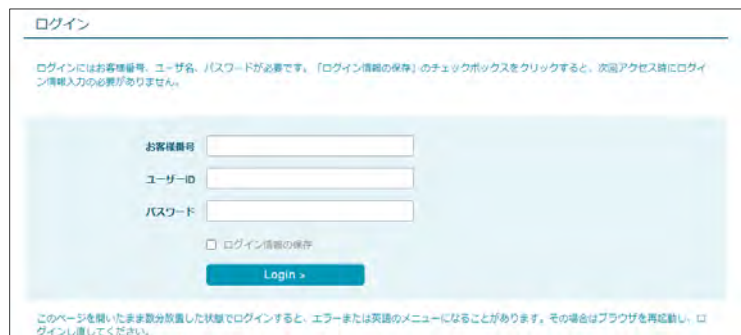 ログイン
ログインにはお客様番号、ユーザ名、パスワードが必要です。「ログイン情報の保存」のチェックボックスをクリックすると、次回アクセス時にログイ
ン情報入力の必要がありません。
お客様番号
ユーザーID
パスワード
ログイン情報の保存
Login >
このページを開いたまま数分放置した状態でログインすると、エラーまたは英語のメニューになることがあります。その場合はブラウザを再起動し、ロ
グインし直してください。